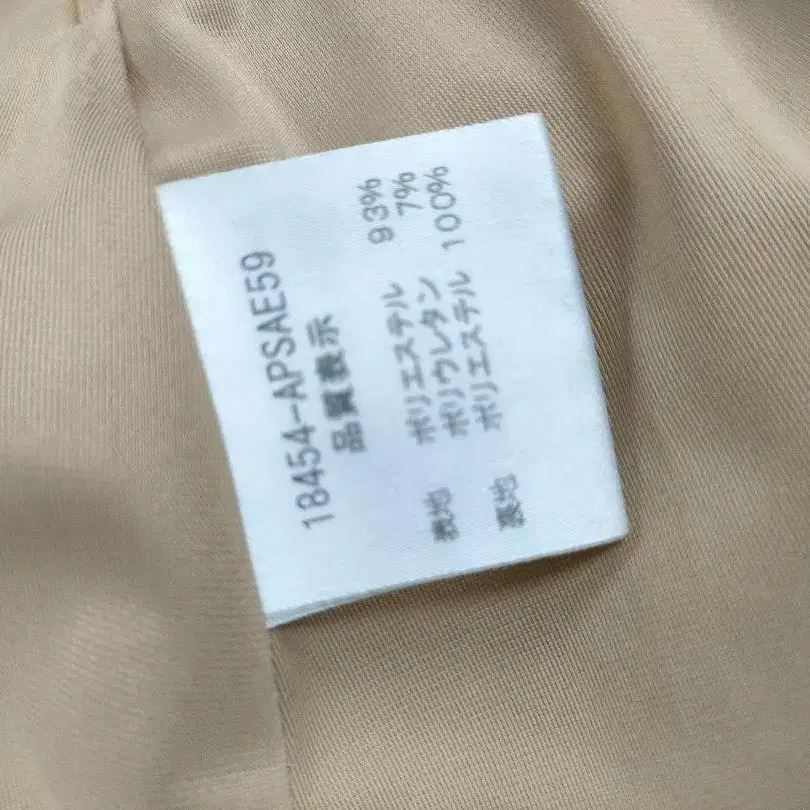 18454-APSAE59
品質表示
表地 ポリエステル 93%
ポリウレタン 7%
裏地 ポリエステル 100%